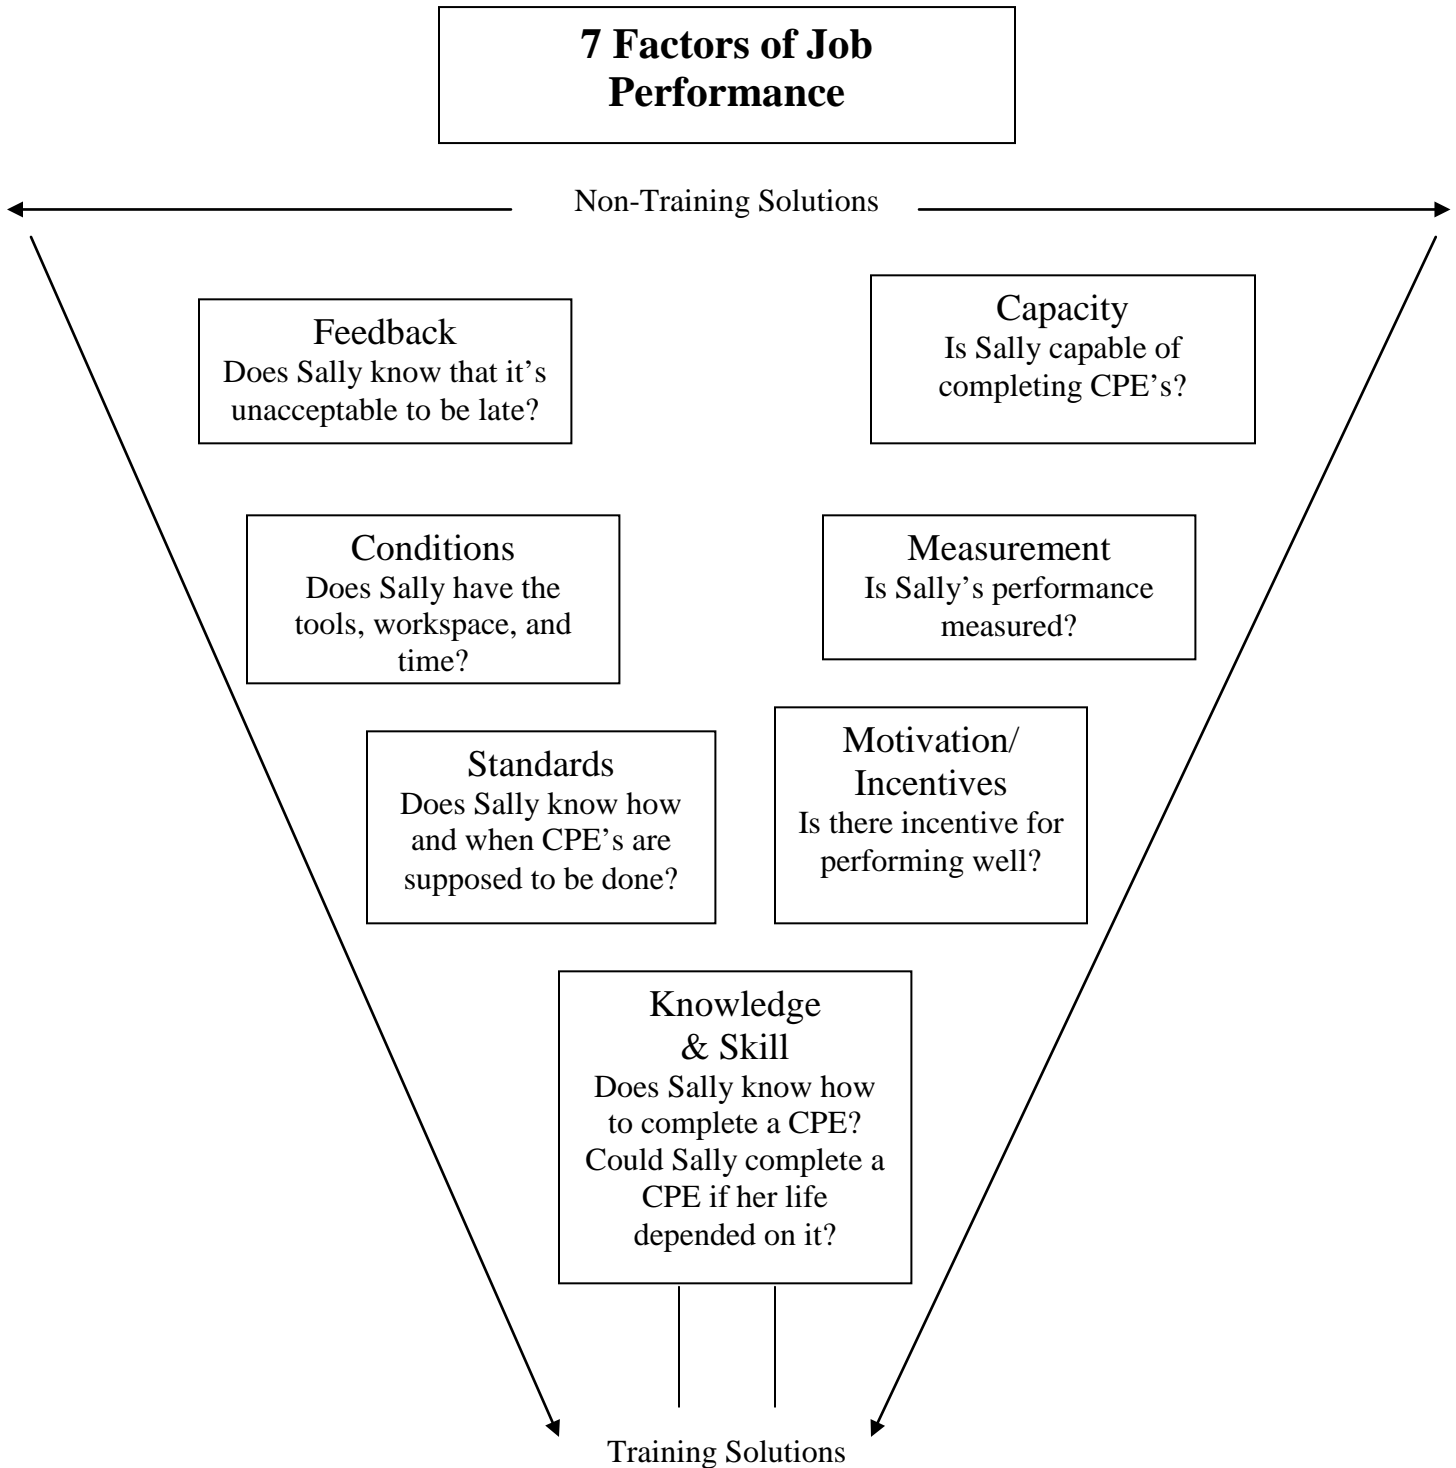 7 Factors of Job
Performance
Non-Training Solutions
Feedback
Does Sally know that it’s
unacceptable to be late?
Capacity
Is Sally capable of
completing CPE’s?
Conditions
Does Sally have the
tools, workspace, and
time?
Measurement
Is Sally’s performance
measured?
Standards
Does Sally know how
and when CPE’s are
supposed to be done?
Motivation/
Incentives
Is there incentive for
performing well?
Knowledge
& Skill
Does Sally know how
to complete a CPE?
Could Sally complete a
CPE if her life
depended on it?
Training Solutions